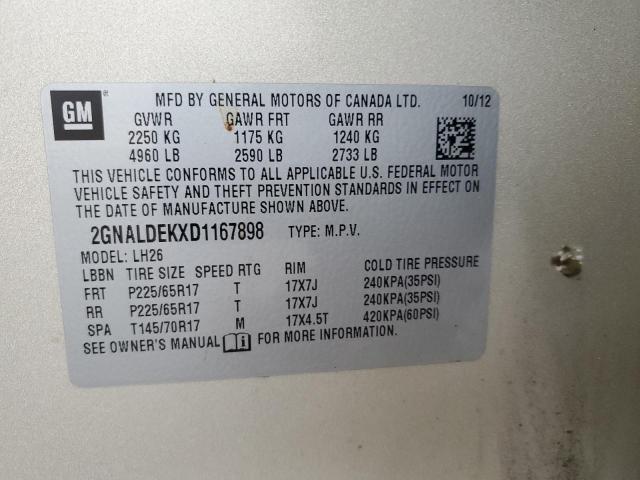 GM ® MFD BY GENERAL MOTORS OF CANADA LTD. 10/12
GVWR GAWR FRT GAWR RR
2250 KG 1175 KG 1240 KG
4960 LB 2590 LB 2733 LB
THIS VEHICLE CONFORMS TO ALL APPLICABLE U.S. FEDERAL MOTOR
VEHICLE SAFETY AND THEFT PREVENTION STANDARDS IN EFFECT ON
THE DATE OF MANUFACTURE SHOWN ABOVE.
2GNALDEKXD1167898 TYPE: M.P.V.
MODEL: LH26
LBBN TIRE SIZE SPEED RTG RIM COLD TIRE PRESSURE
FRT P225/65R17 T 17X7J 240KPA(35PSI)
RR P225/65R17 T 17X7J 240KPA(35PSI)
SPA T145/70R17 M 17X4.5T 420KPA(60PSI)
SEE OWNER'S MANUAL i FOR MORE INFORMATION.